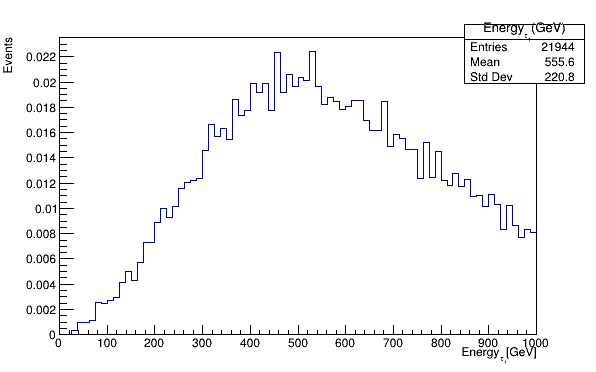 Energy_τ₁ (GeV)
Entries 21944
Mean 555.6
Std Dev 220.8
Events
0.022
0.02
0.018
0.016
0.014
0.012
0.01
0.008
0.006
0.004
0.002
0
0 100 200 300 400 500 600 700 800 900 1000
Energy_τ₁ [GeV]